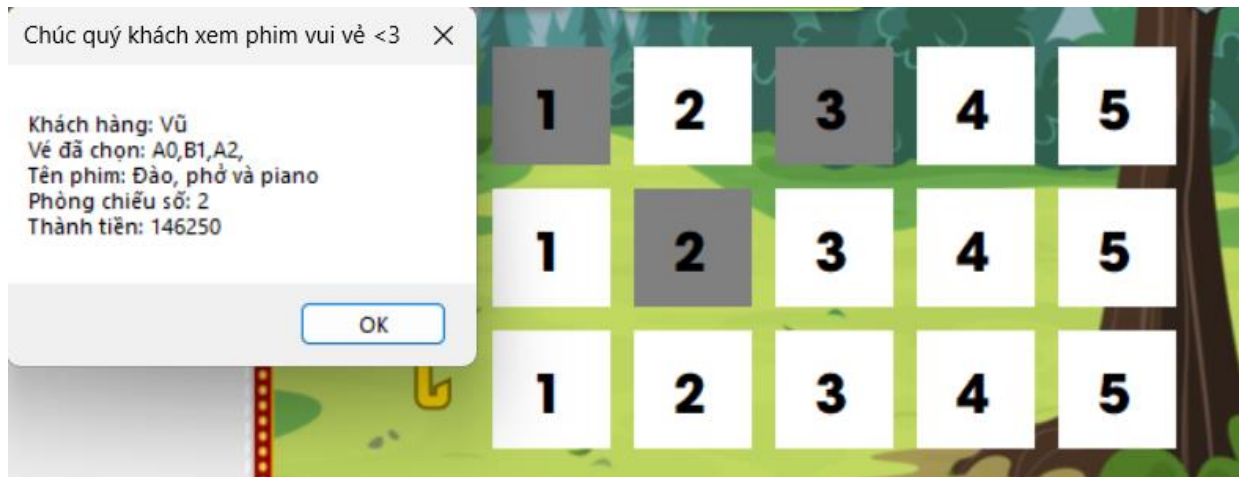 Chúc quý khách xem phim vui vẻ <3
Khách hàng: Vũ
Vé đã chọn: A0,B1,A2,
Tên phim: Đào, phở và piano
Phòng chiếu số: 2
Thành tiền: 146250
OK
1 2 3 4 5
1 2 3 4 5
C 1 2 3 4 5